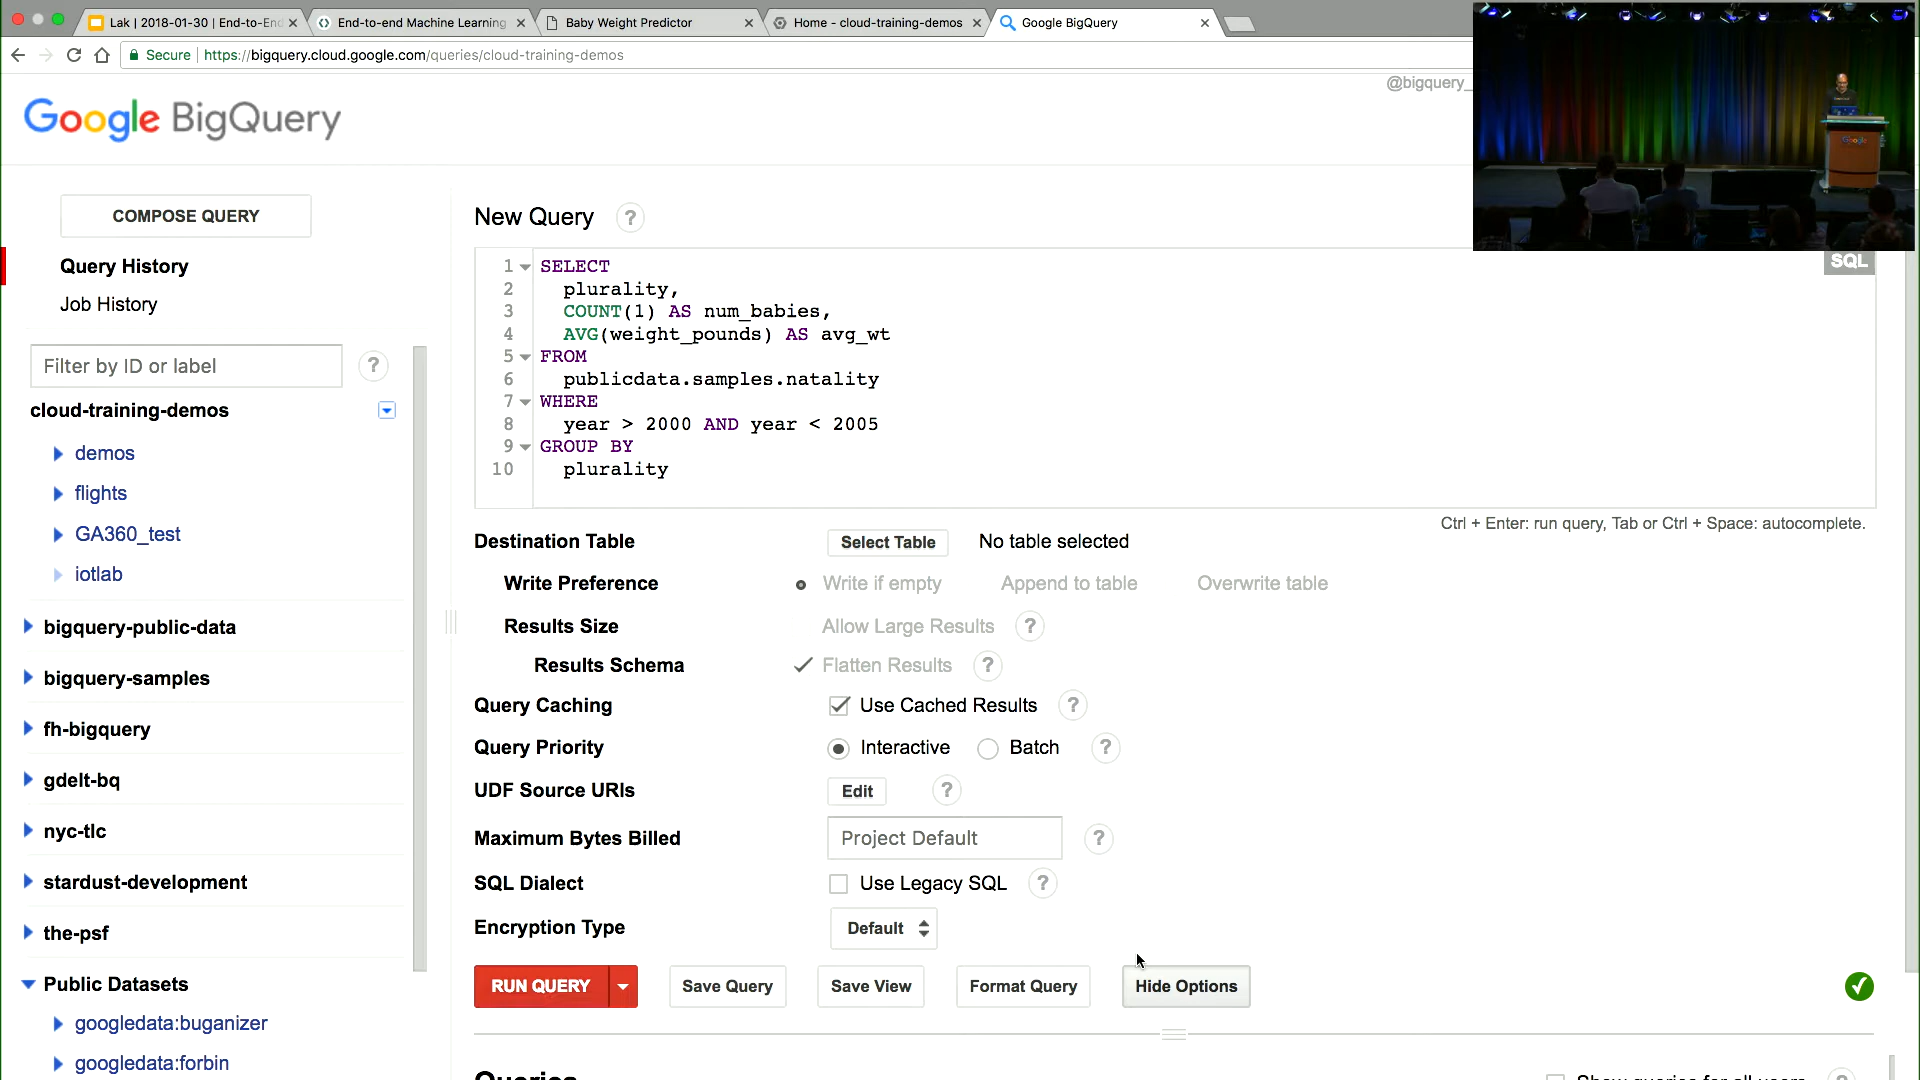 Lak | 2018-01-30 | End-to-End
End-to-end Machine Learning
Baby Weight Predictor
Home - cloud-training-demos
Google BigQuery
Secure
https://bigquery.cloud.google.com/queries/cloud-training-demos
@bigquery_
Google BigQuery
COMPOSE QUERY
Query History
Job History
Filter by ID or label
?
cloud-training-demos
demos
flights
GA360_test
iotlab
bigquery-public-data
bigquery-samples
fh-bigquery
gdelt-bq
nyc-tlc
stardust-development
the-psf
Public Datasets
googledata:buganizer
googledata:forbin
New Query ?
SQL
1 SELECT
2 plurality,
3 COUNT(1) AS num_babies,
4 AVG(weight_pounds) AS avg_wt
5 FROM
6 publicdata.samples.natality
7 WHERE
8 year > 2000 AND year < 2005
9 GROUP BY
10 plurality
Ctrl + Enter: run query, Tab or Ctrl + Space: autocomplete.
Destination Table Select Table No table selected
Write Preference Write if empty Append to table Overwrite table
Results Size Allow Large Results ?
Results Schema Flatten Results ?
Query Caching Use Cached Results ?
Query Priority Interactive Batch ?
UDF Source URIs Edit ?
Maximum Bytes Billed Project Default ?
SQL Dialect Use Legacy SQL ?
Encryption Type Default
RUN QUERY Save Query Save View Format Query Hide Options
Queries
Show queries for all users
Google